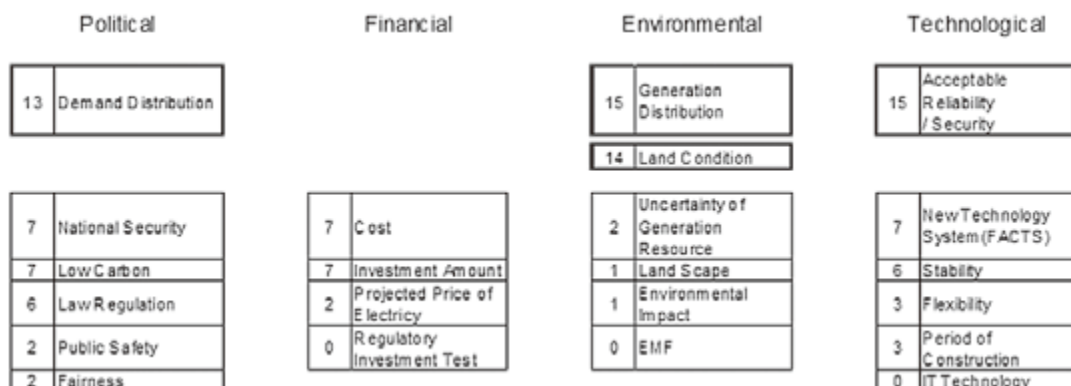 Political Financial Environmental Technological
13 Demand Distribution
15 Generation
Distribution
15 Acceptable
Reliability
/ Security
14 Land Condition
7 National Security
7 Low Carbon
6 Law Regulation
2 Public Safety
2 Fairness
7 Cost
7 Investment Amount
2 Projected Price of
Electricy
0 Regulatory
Investment Test
2 Uncertainty of
Generation
Resource
1 Land Scape
1 Environmental
Impact
0 EMF
7 New Technology
System (FACTS)
6 Stability
3 Flexibility
3 Period of
Construction
0 IT Technology